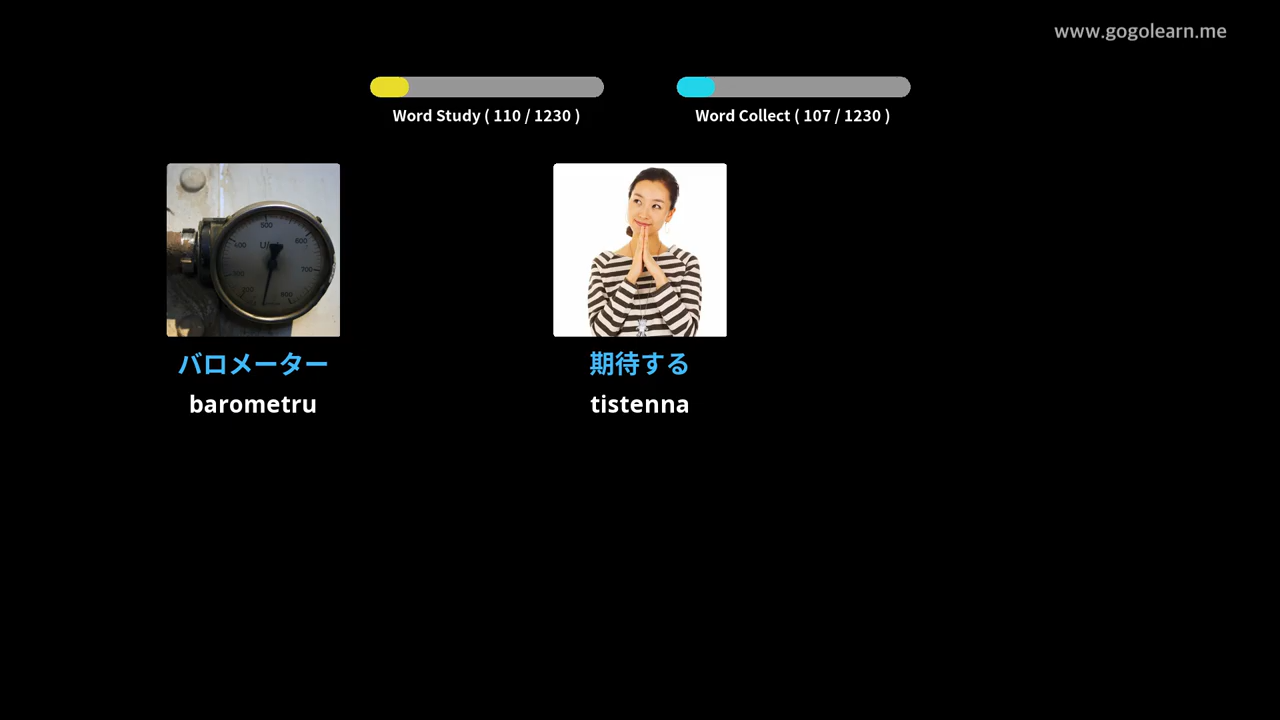 www.gogolearn.me
Word Study ( 110 / 1230 )
Word Collect ( 107 / 1230 )
バロメーター
barometru
期待する
tistenna